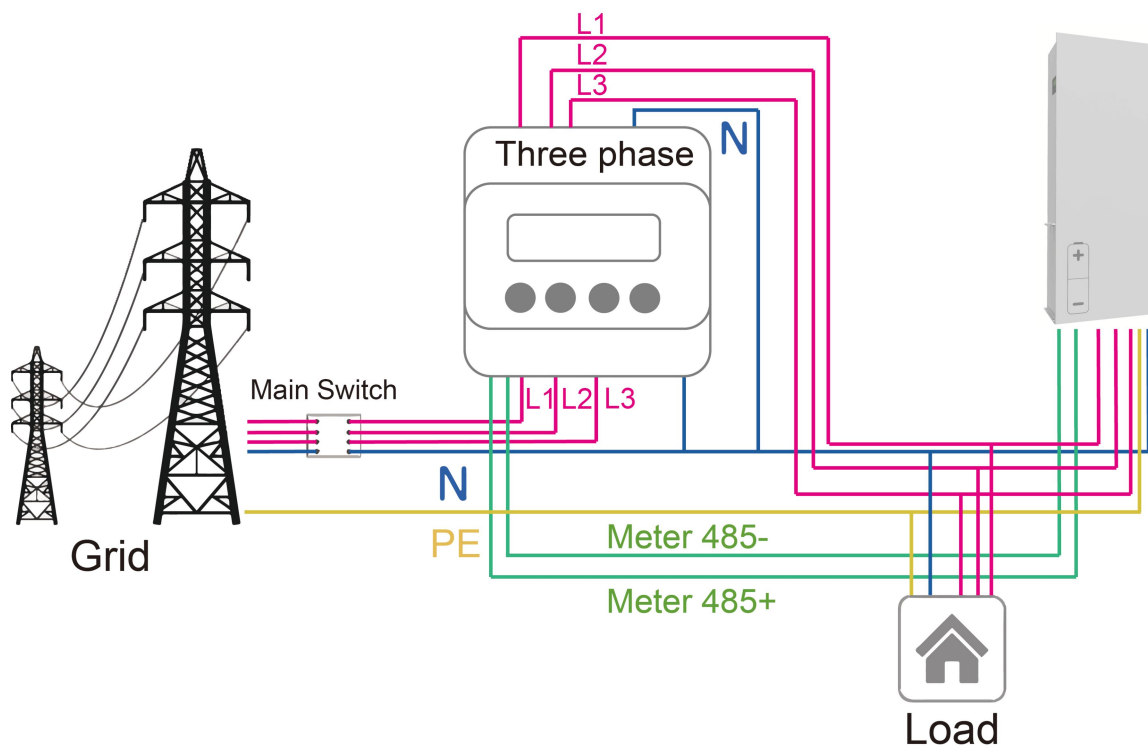 L1
L2
L3
N
Three phase
Main Switch
L1
L2
L3
N
PE
Grid
Meter 485-
Meter 485+
Load
+
−